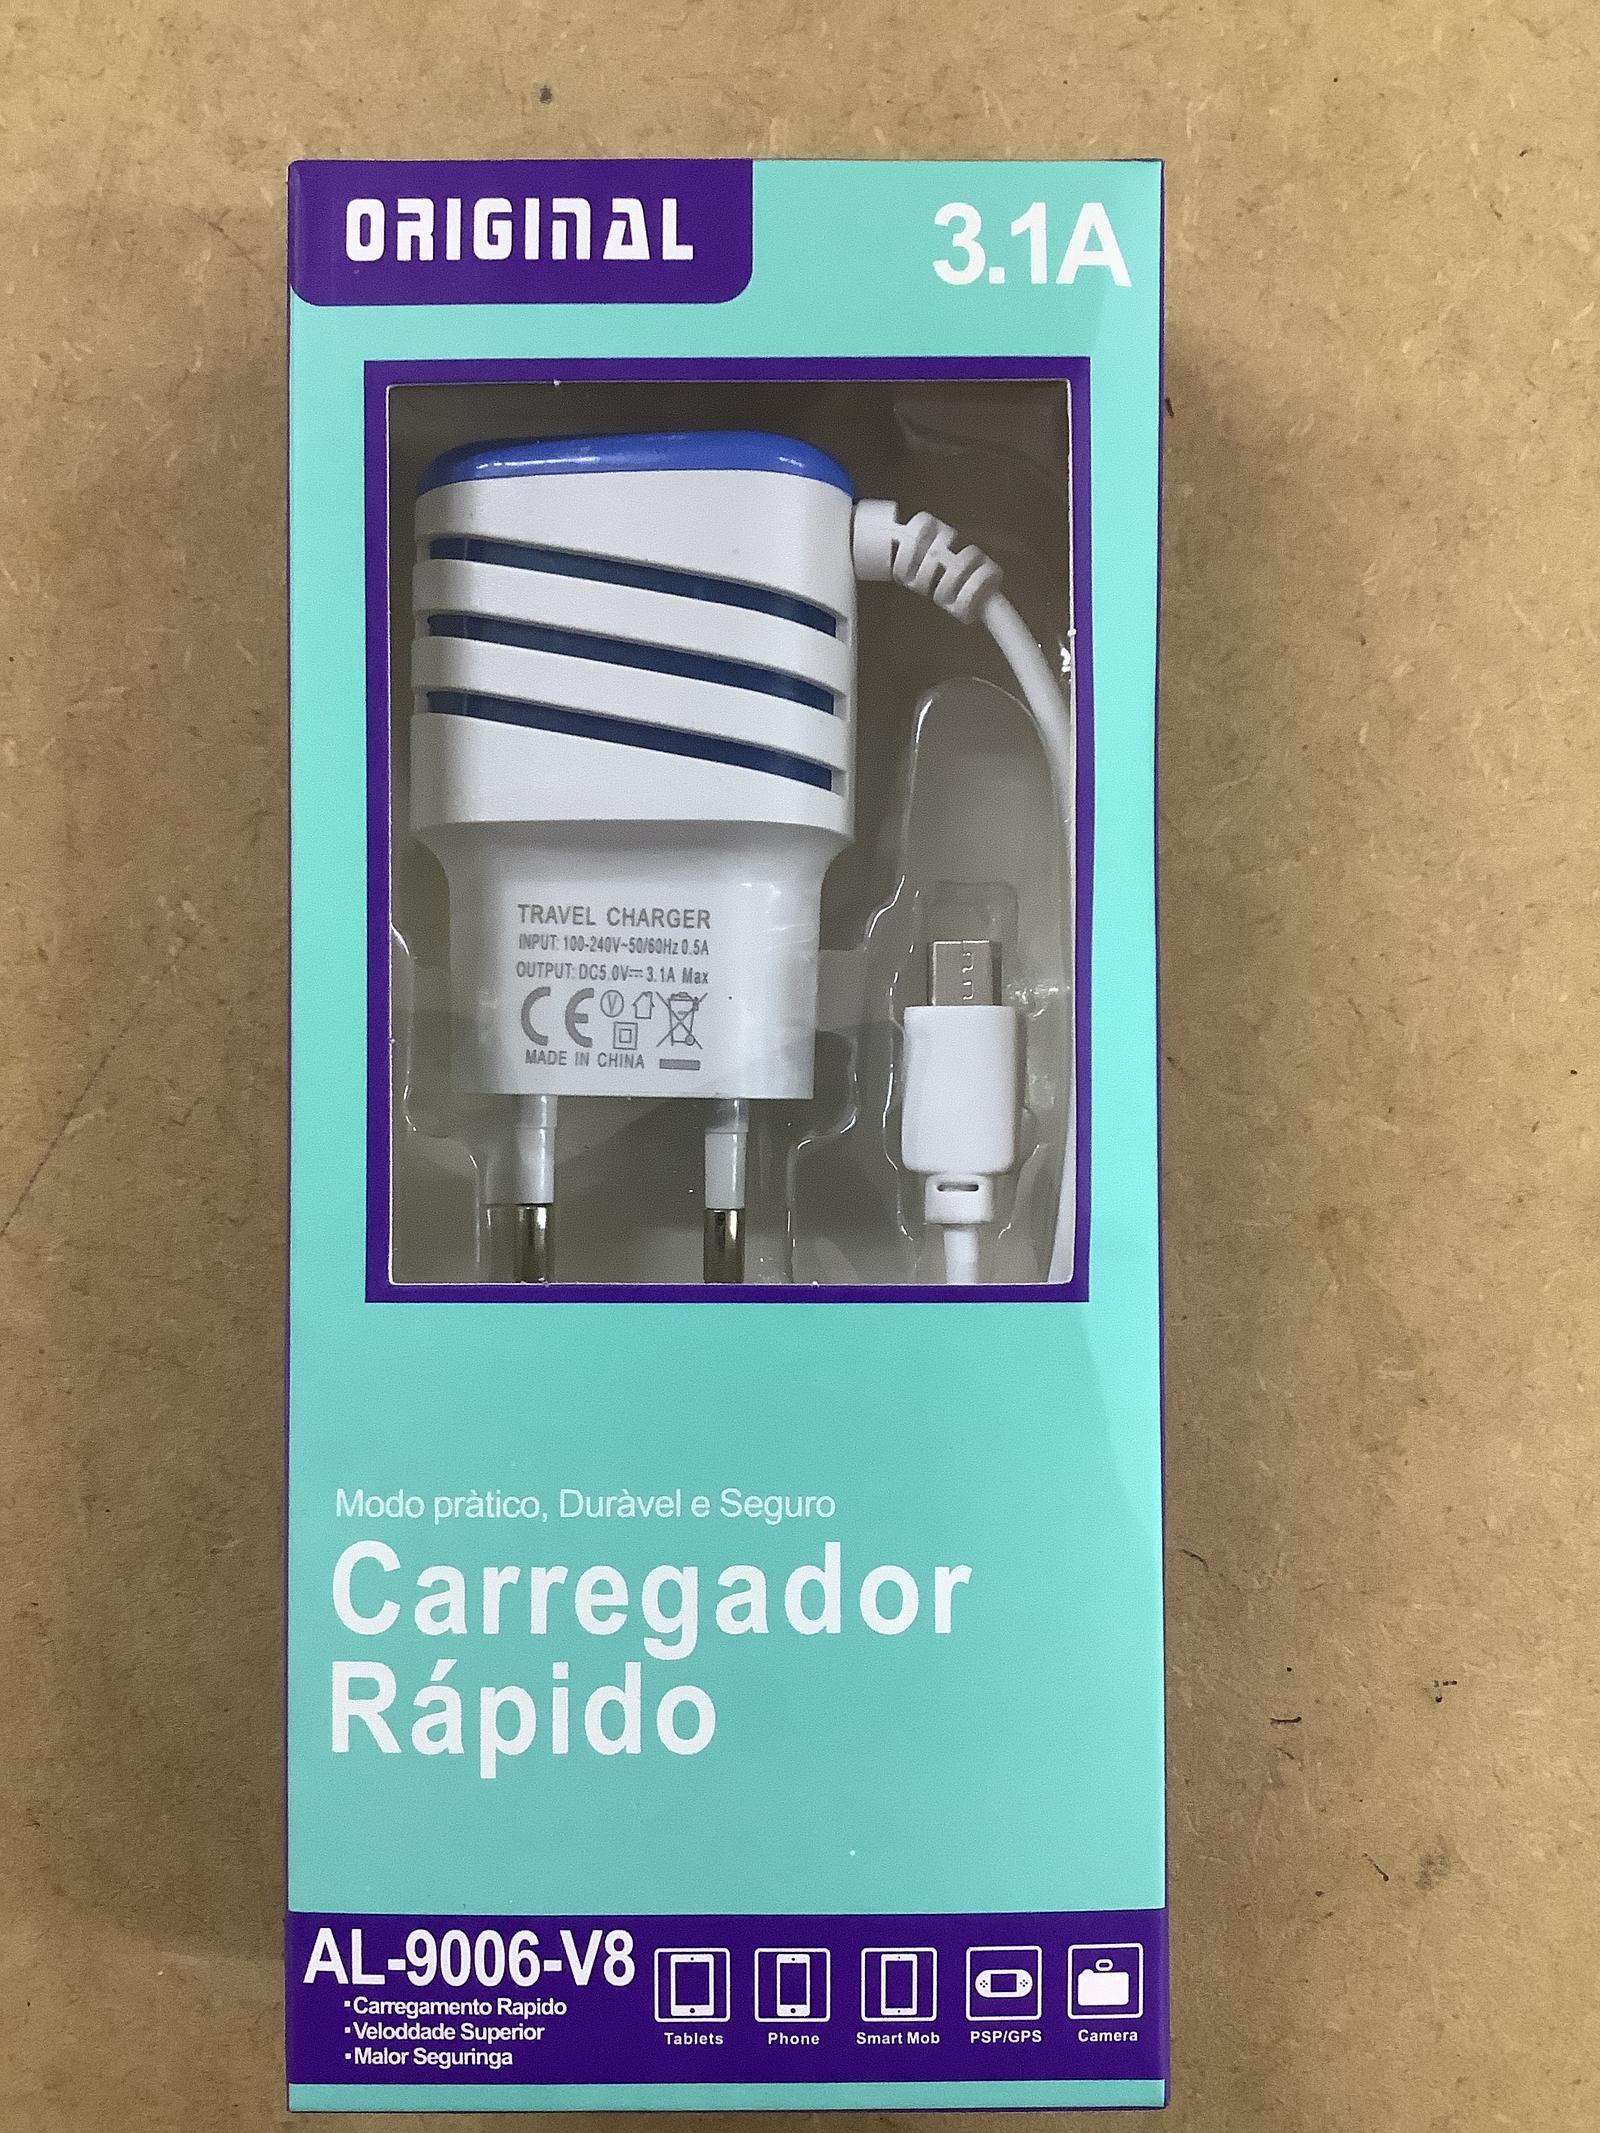 ORIGINAL
3.1A
TRAVEL CHARGER
INPUT: 100-240V~50/60Hz 0.5A
OUTPUT: DC5.0V⎓ 3.1A Max
CE V
MADE IN CHINA
Modo pràtico, Duràvel e Seguro
Carregador
Rápido
AL-9006-V8
▪Carregamento Rapido
▪Veloddade Superior
▪Malor Seguringa
Tablets
Phone
Smart Mob
PSP/GPS
Camera